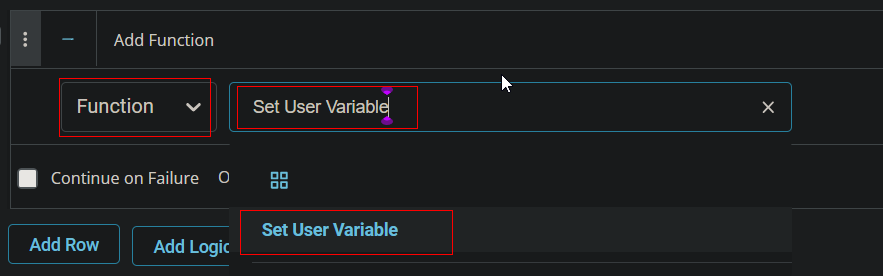 Add Function
Function
Set User Variable
Continue on Failure O
Set User Variable
Add Row
Add Logic